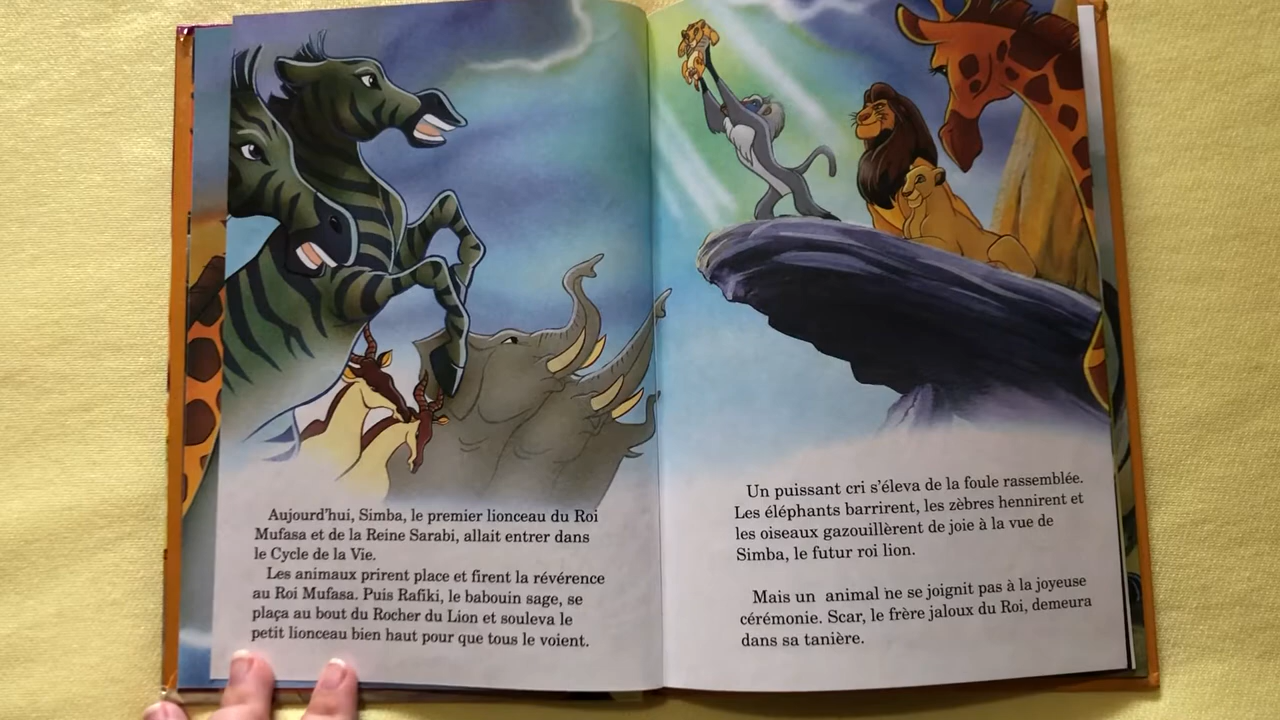 Aujourd'hui, Simba, le premier lionceau du Roi
Mufasa et de la Reine Sarabi, allait entrer dans
le Cycle de la Vie.
Les animaux prirent place et firent la révérence
au Roi Mufasa. Puis Rafiki, le babouin sage, se
plaça au bout du Rocher du Lion et souleva le
petit lionceau bien haut pour que tous le voient.
Un puissant cri s'éleva de la foule rassemblée.
Les éléphants barrirent, les zèbres hennirent et
les oiseaux gazouillèrent de joie à la vue de
Simba, le futur roi lion.
Mais un animal ne se joignit pas à la joyeuse
cérémonie. Scar, le frère jaloux du Roi, demeura
dans sa tanière.